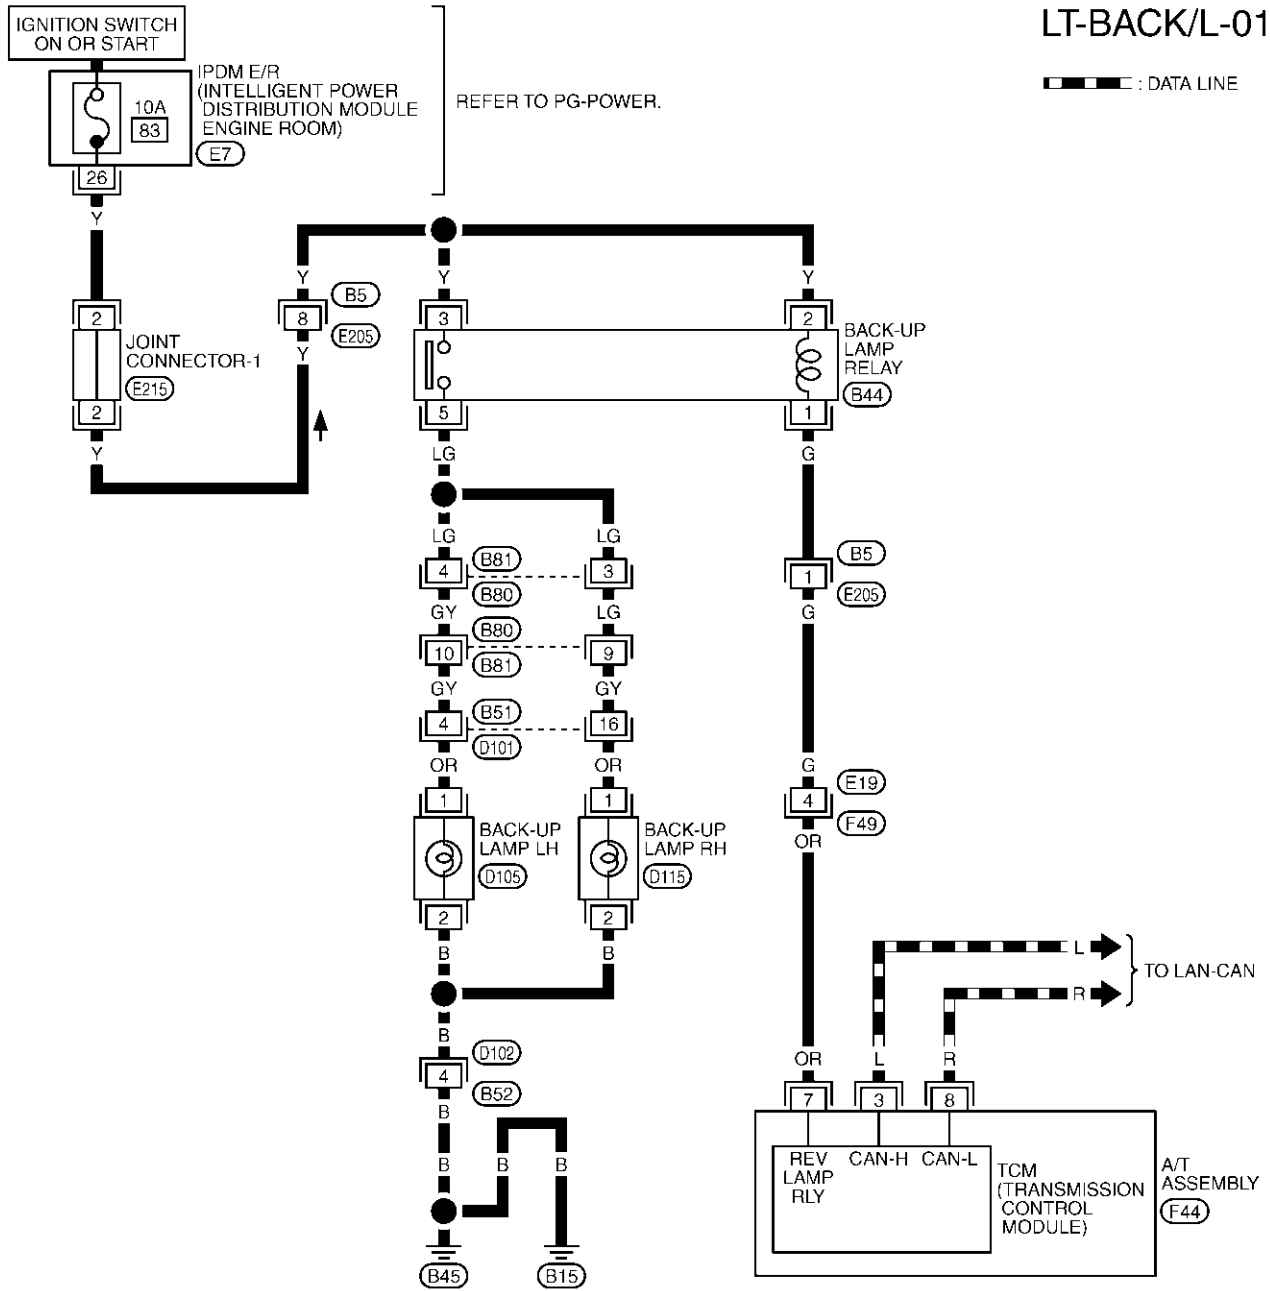 LT-BACK/L-01
: DATA LINE
IGNITION SWITCH
ON OR START
IPDM E/R
(INTELLIGENT POWER
DISTRIBUTION MODULE
ENGINE ROOM)
E7
10A
83
REFER TO PG-POWER.
26
Y
Y
Y
Y
2
8
B5
E205
3
2
JOINT
CONNECTOR-1
E215
Y
BACK-UP
LAMP
RELAY
B44
2
5
1
Y
LG
G
LG
LG
B5
4
B81
3
1
B80
E205
GY
LG
G
B80
10
9
B81
GY
GY
B51
4
16
D101
OR
OR
G
E19
1
1
4
F49
BACK-UP
LAMP LH
D105
BACK-UP
LAMP RH
D115
OR
2
2
B
B
L
TO LAN-CAN
R
B
D102
4
B52
OR
L
R
B
7
3
8
B
B
B
REV
LAMP
RLY
CAN-H
CAN-L
TCM
(TRANSMISSION
CONTROL
MODULE)
A/T
ASSEMBLY
F44
B45
B15